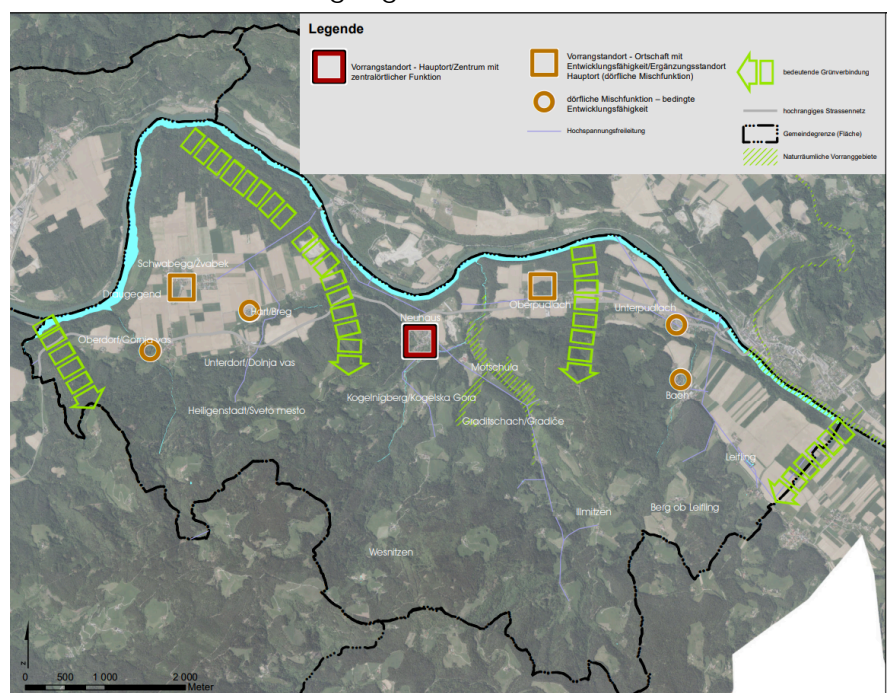 Legende
Vorrangstandort - Hauptort/Zentrum mit
zentralörtlicher Funktion
Vorrangstandort - Ortschaft mit
Entwicklungsfähigkeit/Ergänzungsstandort
Hauptort (dörfliche Mischfunktion)
dörfliche Mischfunktion – bedingte
Entwicklungsfähigkeit
Hochspannungsfreileitung
bedeutende Grünverbindung
hochrangiges Strassennetz
Gemeindegrenze (Fläche)
Naturräumliche Vorranggebiete
Schwabegg/Žvabek
Draugegend
Hart/Breg
Oberdorf/Gornja vas
Unterdorf/Dolnja vas
Heiligenstadt/Sveto mesto
Neuhaus
Oberpudlach
Unterpudlach
Motschula
Kogelnigberg/Kogelska Gora
Graditschach/Gradiče
Bach
Leifling
Illmitzen
Berg ob Leifling
Wesnitzen
z
0 500 1 000 2 000
Meter